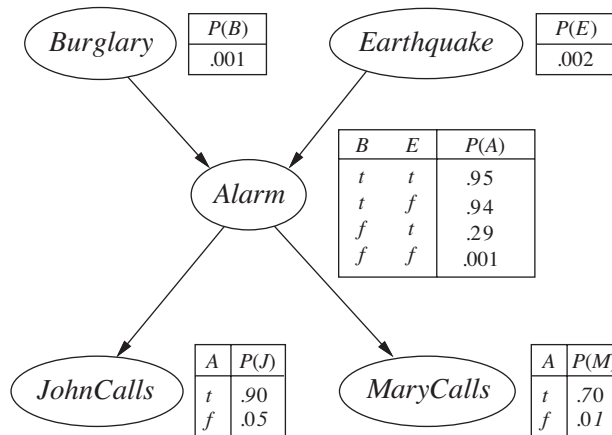 Burglary
P(B)
.001
Earthquake
P(E)
.002
Alarm
B E P(A)
t t .95
t f .94
f t .29
f f .001
JohnCalls
A P(J)
t .90
f .05
MaryCalls
A P(M
t .70
f .01